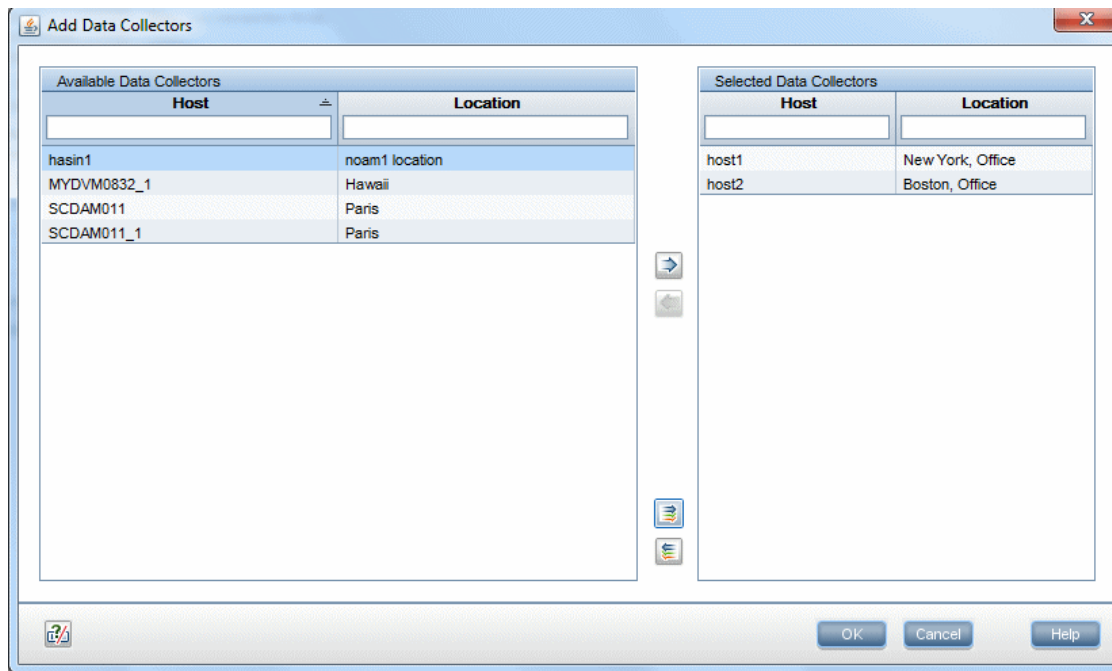 Add Data Collectors
Available Data Collectors
Host Location
hasin1 noam1 location
MYDVM0832_1 Hawaii
SCDAM011 Paris
SCDAM011_1 Paris
Selected Data Collectors
Host Location
host1 New York, Office
host2 Boston, Office
OK Cancel Help